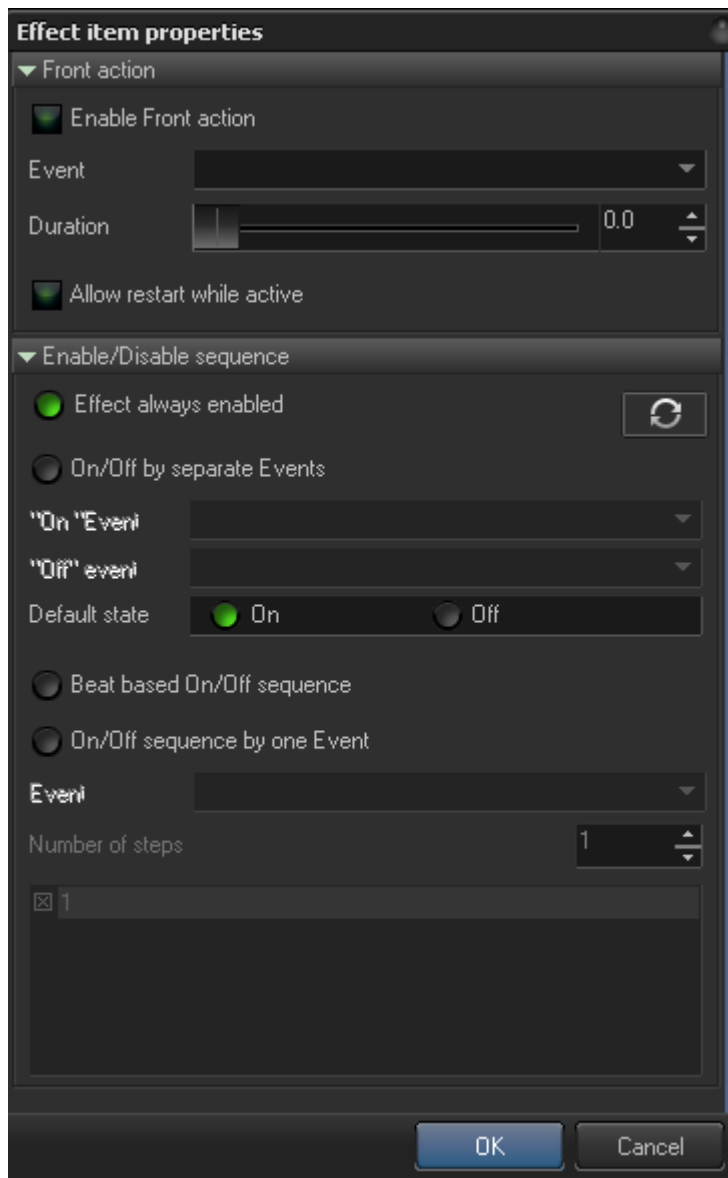 Effect item properties
Front action
Enable Front action
Event
Duration 0.0
Allow restart while active
Enable/Disable sequence
Effect always enabled
On/Off by separate Events
"On "Event
"Off" event
Default state On Off
Beat based On/Off sequence
On/Off sequence by one Event
Event
Number of steps 1
1
OK Cancel